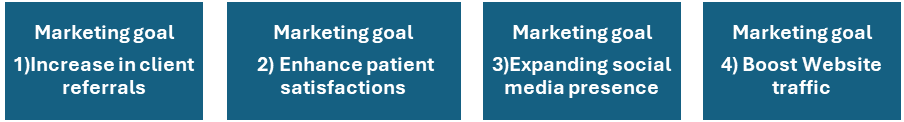 Marketing goal
1)Increase in client
referrals
Marketing goal
2) Enhance patient
satisfactions
Marketing goal
3)Expanding social
media presence
Marketing goal
4) Boost Website
traffic